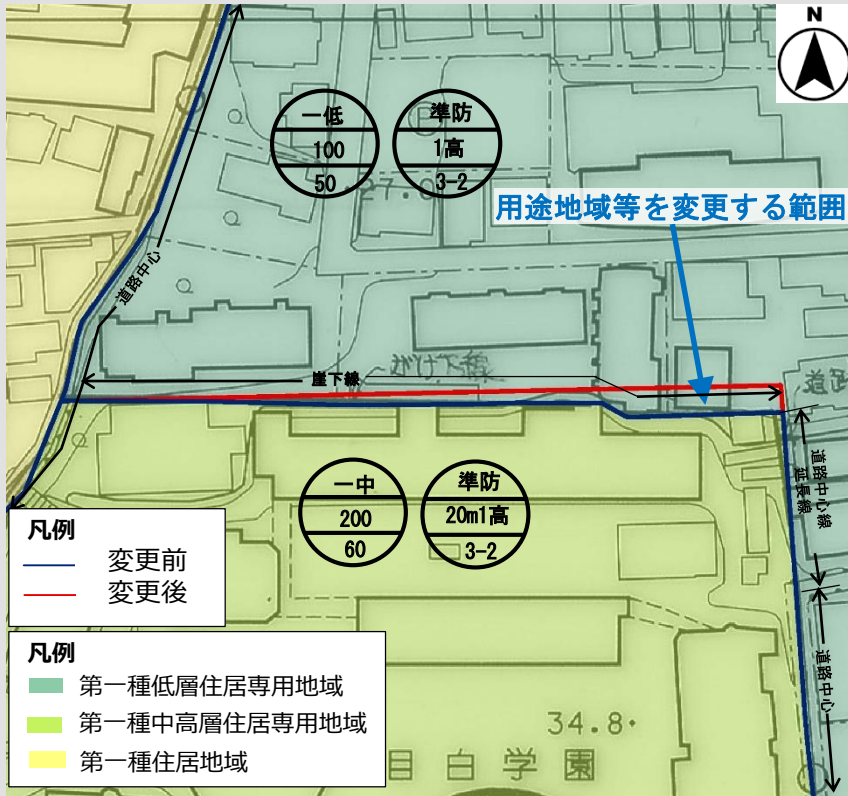 N
一低
100
50
準防
1高
3-2
27.0
用途地域等を変更する範囲
道路中心
崖下線
がけ下線
道路
一中
200
60
準防
20m1高
3-2
道路中心線
延長線
道路中心
凡例
変更前
変更後
凡例
第一種低層住居専用地域
第一種中高層住居専用地域
第一種住居地域
34.8
目白学園